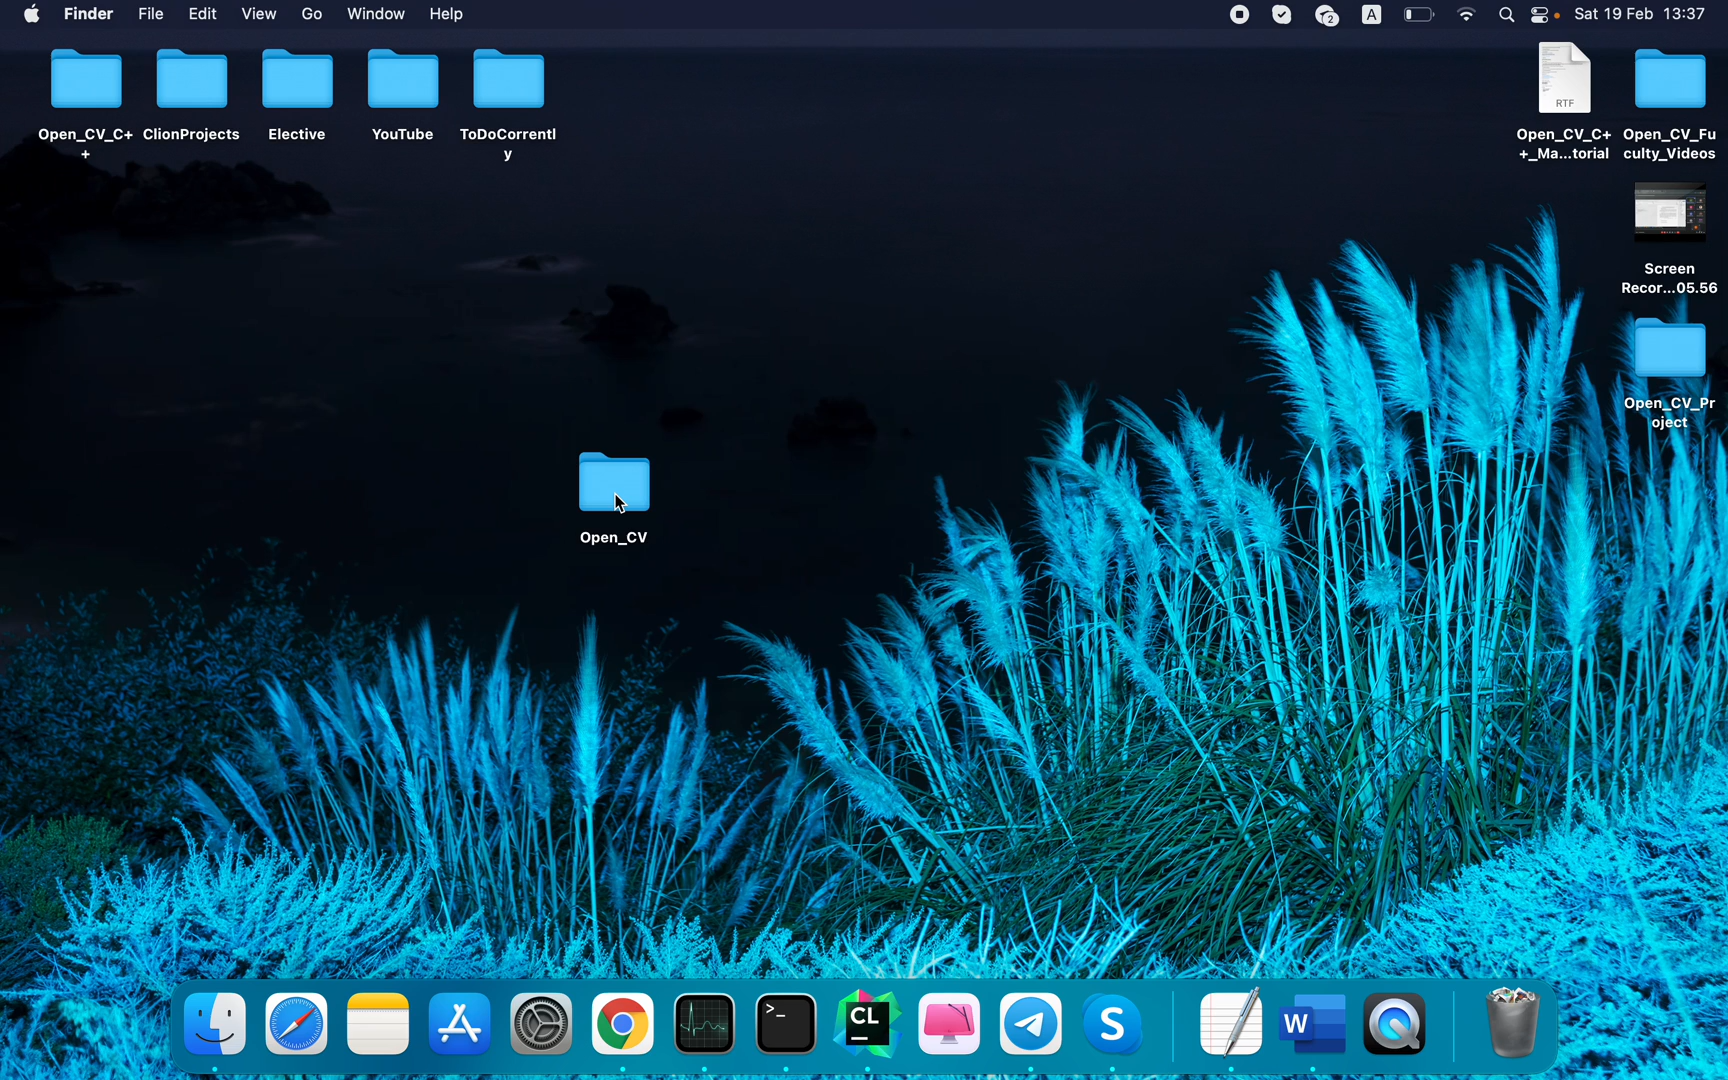 Finder File Edit View Go Window Help
2 A Sat 19 Feb 13:37
Open_CV_C+
+
ClionProjects
Elective
YouTube
ToDoCorrentl
y
RTF
Open_CV_C+
+_Ma...torial
Open_CV_Fu
culty_Videos
Screen
Recor...05.56
Open_CV_Pr
oject
Open_CV
>_
CL
S
W